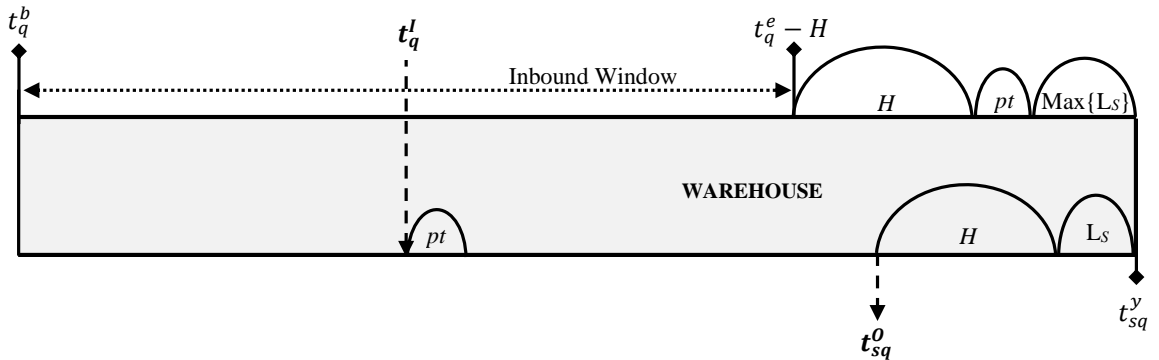 t_q^b
t_q^I
t_q^e − H
Inbound Window
H
pt
Max{L_S}
WAREHOUSE
pt
H
L_S
t_sq^O
t_sq^y